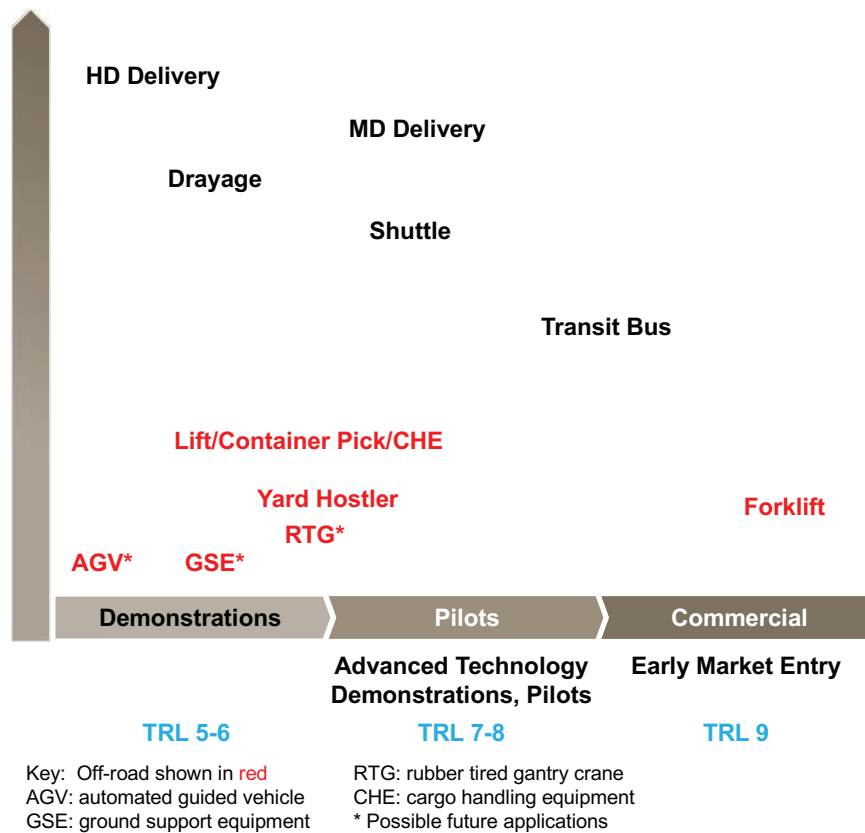 HD Delivery
MD Delivery
Drayage
Shuttle
Transit Bus
Lift/Container Pick/CHE
Yard Hostler
Forklift
RTG*
AGV* GSE*
Demonstrations Pilots Commercial
Advanced Technology Early Market Entry
Demonstrations, Pilots
TRL 5-6 TRL 7-8 TRL 9
Key: Off-road shown in red
AGV: automated guided vehicle
GSE: ground support equipment
RTG: rubber tired gantry crane
CHE: cargo handling equipment
* Possible future applications